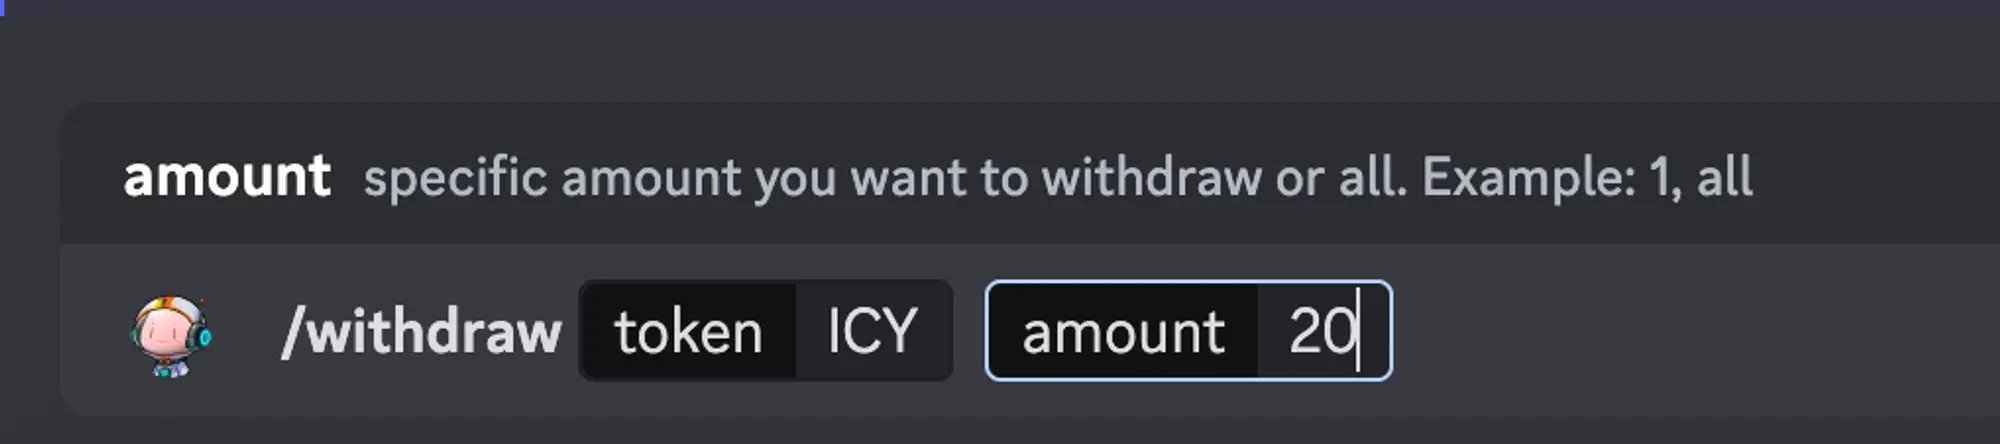 amount specific amount you want to withdraw or all. Example: 1, all
/withdraw token ICY amount 20